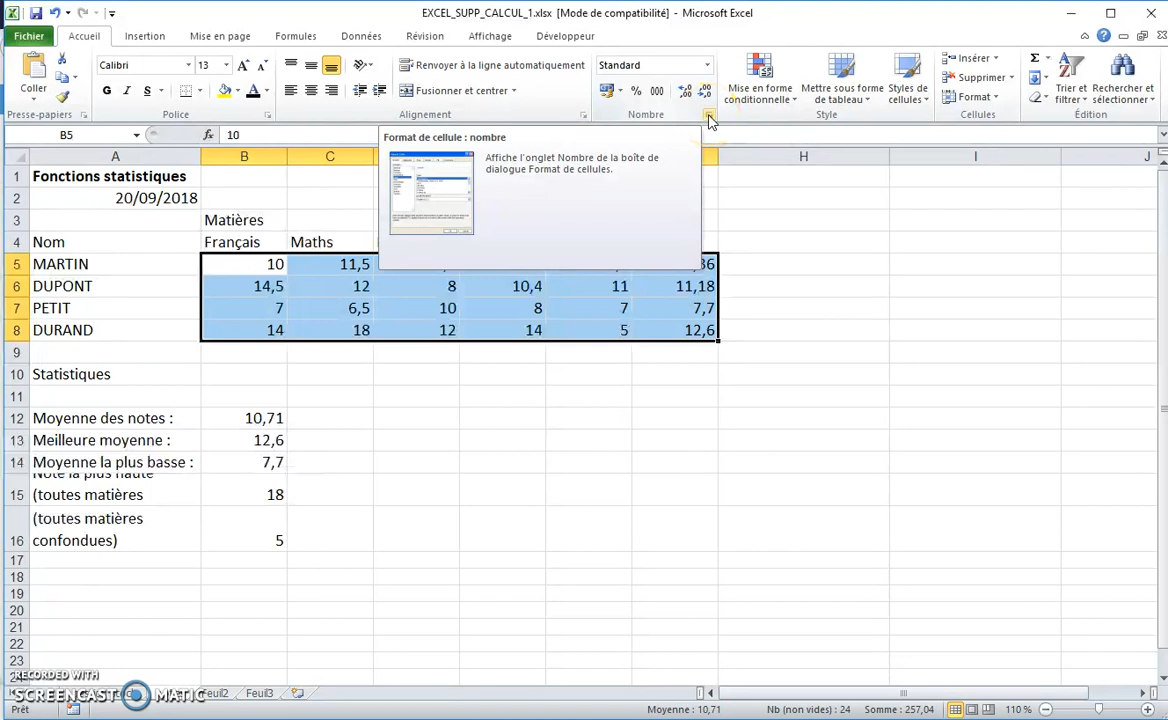 EXCEL_SUPP_CALCUL_1.xlsx [Mode de compatibilité] - Microsoft Excel
Fichier Accueil Insertion Mise en page Formules Données Révision Affichage Développeur
Coller
Calibri 13
G I S
Renvoyer à la ligne automatiquement
Fusionner et centrer
Standard
% 000
Mise en forme conditionnelle
Mettre sous forme de tableau
Styles de cellules
Insérer
Supprimer
Format
Trier et filtrer
Rechercher et sélectionner
Presse-papiers Police Alignement Nombre Style Cellules Édition
B5 fx 10
Format de cellule : nombre
Affiche l'onglet Nombre de la boîte de
dialogue Format de cellules.
A B C H I J
1 Fonctions statistiques
2 20/09/2018
3 Matières
4 Nom Français Maths
5 MARTIN 10 11,5
6 DUPONT 14,5 12 8 10,4 11 11,18
7 PETIT 7 6,5 10 8 7 7,7
8 DURAND 14 18 12 14 5 12,6
9
10 Statistiques
11
12 Moyenne des notes : 10,71
13 Meilleure moyenne : 12,6
14 Moyenne la plus basse : 7,7
Note la plus haute
15 (toutes matières 18
(toutes matières
16 confondues) 5
17
18
19
20
21
22
23
RECORDED WITH
SCREENCAST MATIC
Feuil2 Feuil3
Prêt Moyenne : 10,71 Nb (non vides) : 24 Somme : 257,04 110 %